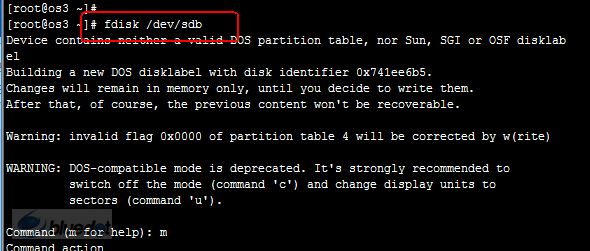 [root@os3 ~]#
[root@os3 ~]# fdisk /dev/sdb
Device contains neither a valid DOS partition table, nor Sun, SGI or OSF disklab
el
Building a new DOS disklabel with disk identifier 0x741ee6b5.
Changes will remain in memory only, until you decide to write them.
After that, of course, the previous content won't be recoverable.
Warning: invalid flag 0x0000 of partition table 4 will be corrected by w(rite)
WARNING: DOS-compatible mode is deprecated. It's strongly recommended to
switch off the mode (command 'c') and change display units to
sectors (command 'u').
Command (m for help): m
Command action